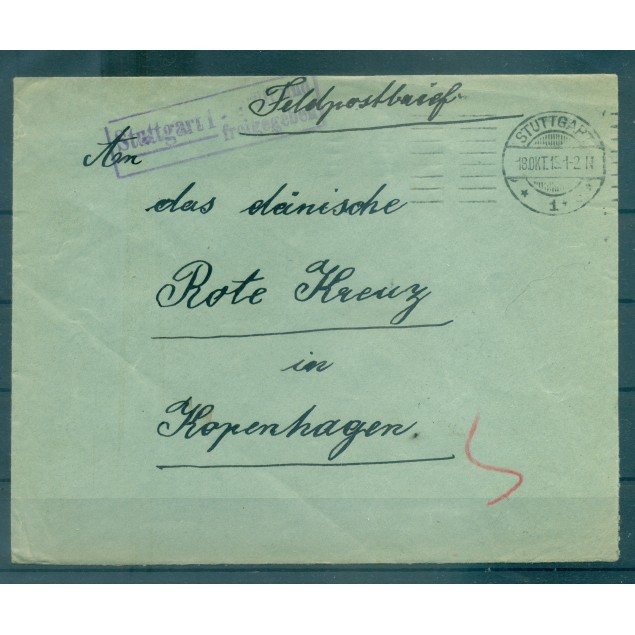 Feldpostbrief
Stuttgart 1.
freigegeben
An
das dänische
Rote Kreuz
in
Kopenhagen.
STUTTGART
18.OKT.15.1-2 N
* 1 *